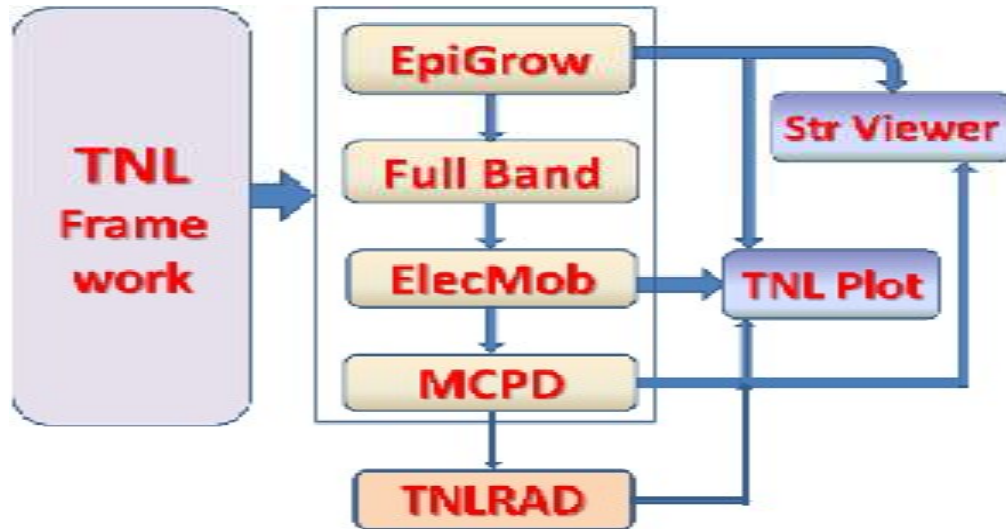 TNL
Frame
work
EpiGrow
Full Band
ElecMob
MCPD
TNLRAD
Str Viewer
TNL Plot